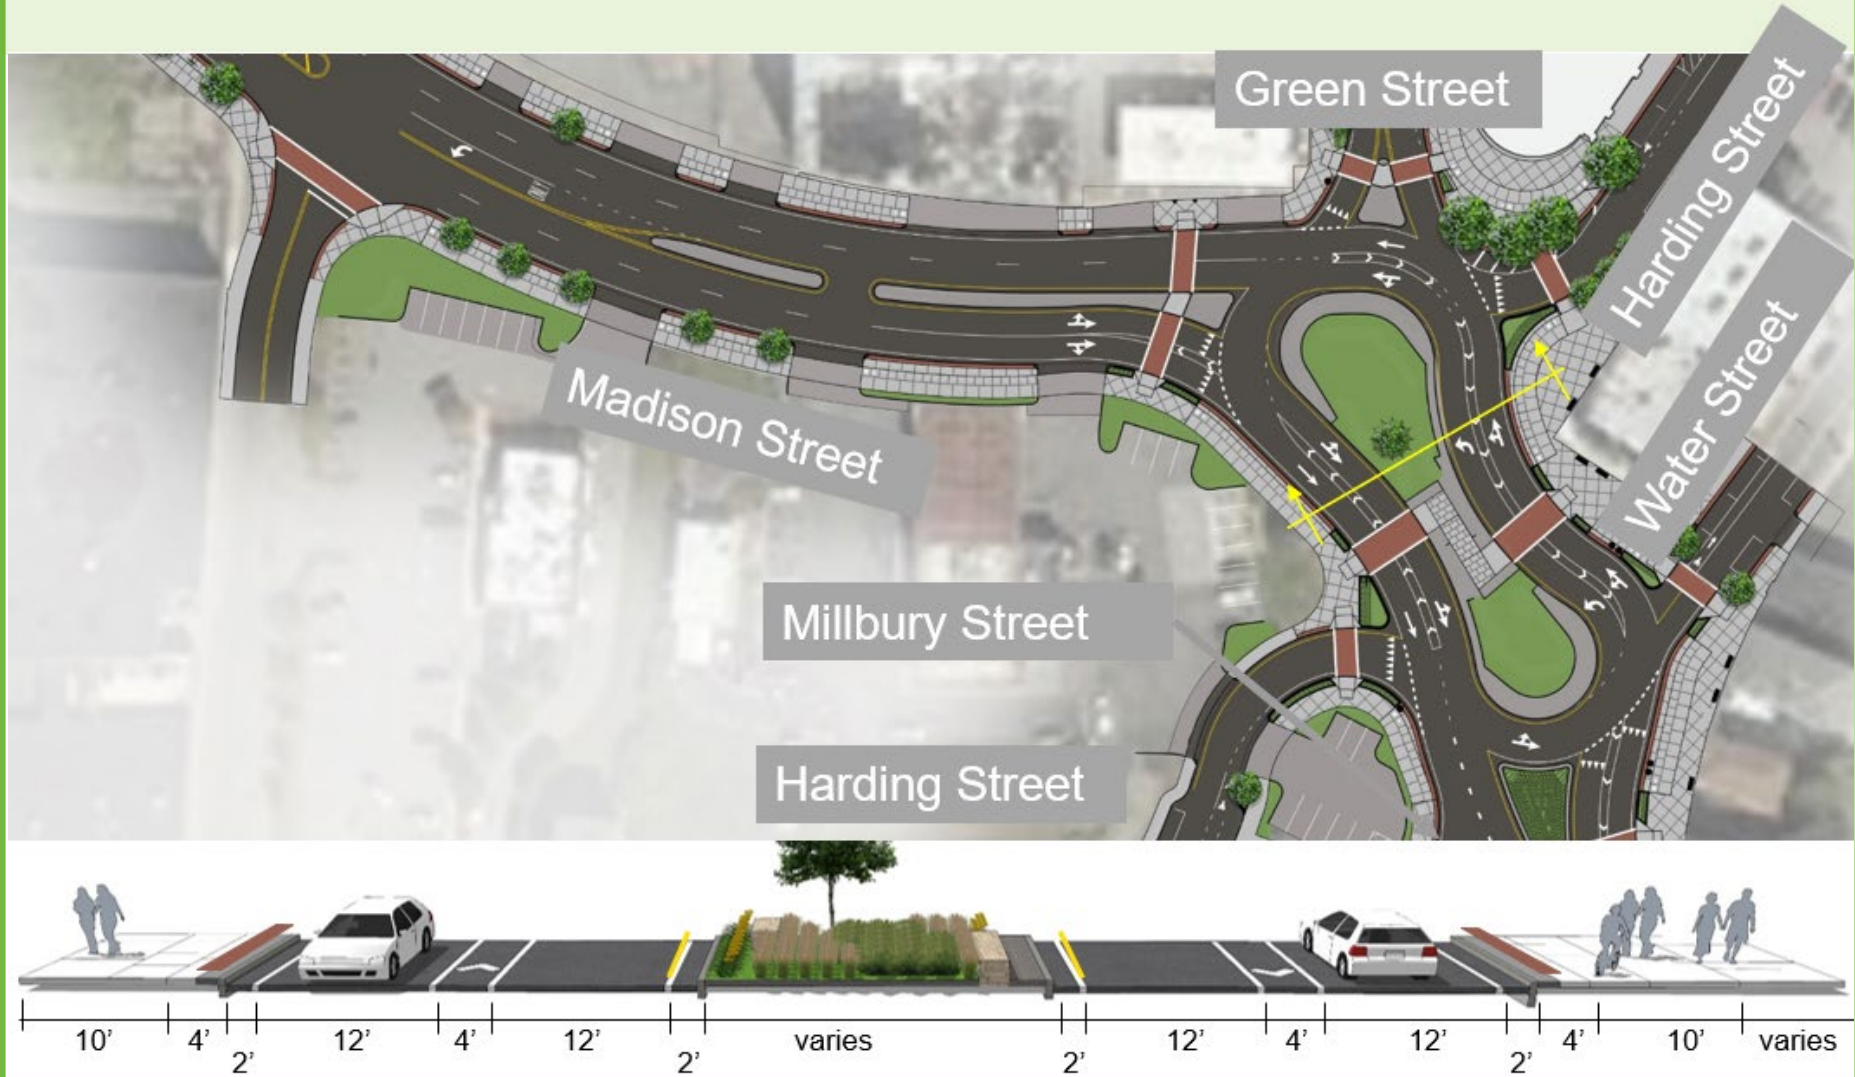 Green Street
Harding Street
Water Street
Madison Street
Millbury Street
Harding Street
10’ 4’ 2’ 12’ 4’ 12’ 2’ varies 2’ 12’ 4’ 12’ 2’ 4’ 10’ varies